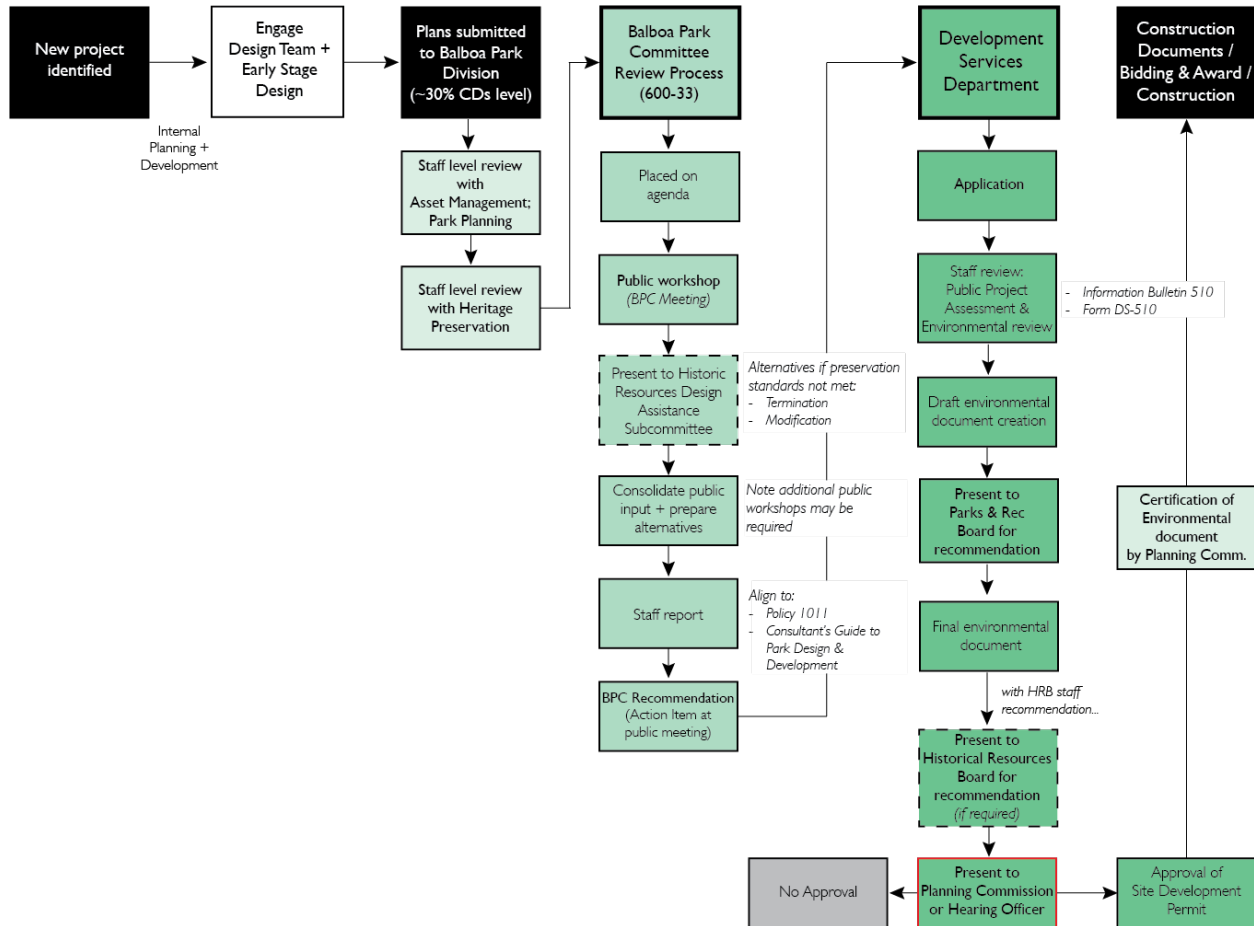 New project
identified
Internal
Planning +
Development
Engage
Design Team +
Early Stage
Design
Plans submitted
to Balboa Park
Division
(~30% CDs level)
Staff level review
with
Asset Management;
Park Planning
Staff level review
with Heritage
Preservation
Balboa Park
Committee
Review Process
(600-33)
Placed on
agenda
Public workshop
(BPC Meeting)
Present to Historic
Resources Design
Assistance
Subcommittee
Alternatives if preservation
standards not met:
- Termination
- Modification
Consolidate public
input + prepare
alternatives
Note additional public
workshops may be
required
Staff report
Align to:
- Policy 1011
- Consultant's Guide to
Park Design &
Development
BPC Recommendation
(Action Item at
public meeting)
Development
Services
Department
Application
Staff review:
Public Project
Assessment &
Environmental review
- Information Bulletin 510
- Form DS-510
Draft environmental
document creation
Present to
Parks & Rec
Board for
recommendation
Final environmental
document
with HRB staff
recommendation...
Present to
Historical Resources
Board for
recommendation
(if required)
Present to
Planning Commission
or Hearing Officer
No Approval
Approval of
Site Development
Permit
Certification of
Environmental
document
by Planning Comm.
Construction
Documents /
Bidding & Award /
Construction